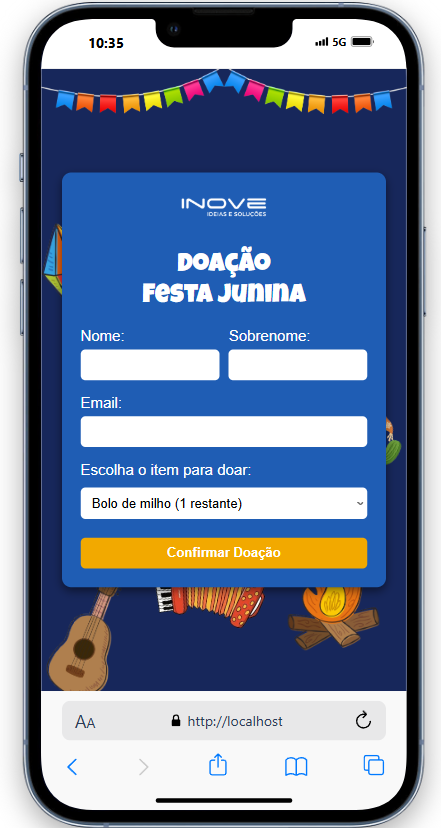 10:35
5G
INOVE
IDEIAS E SOLUÇÕES
Doação
Festa Junina
Nome:
Sobrenome:
Email:
Escolha o item para doar:
Bolo de milho (1 restante)
Confirmar Doação
AA
http://localhost